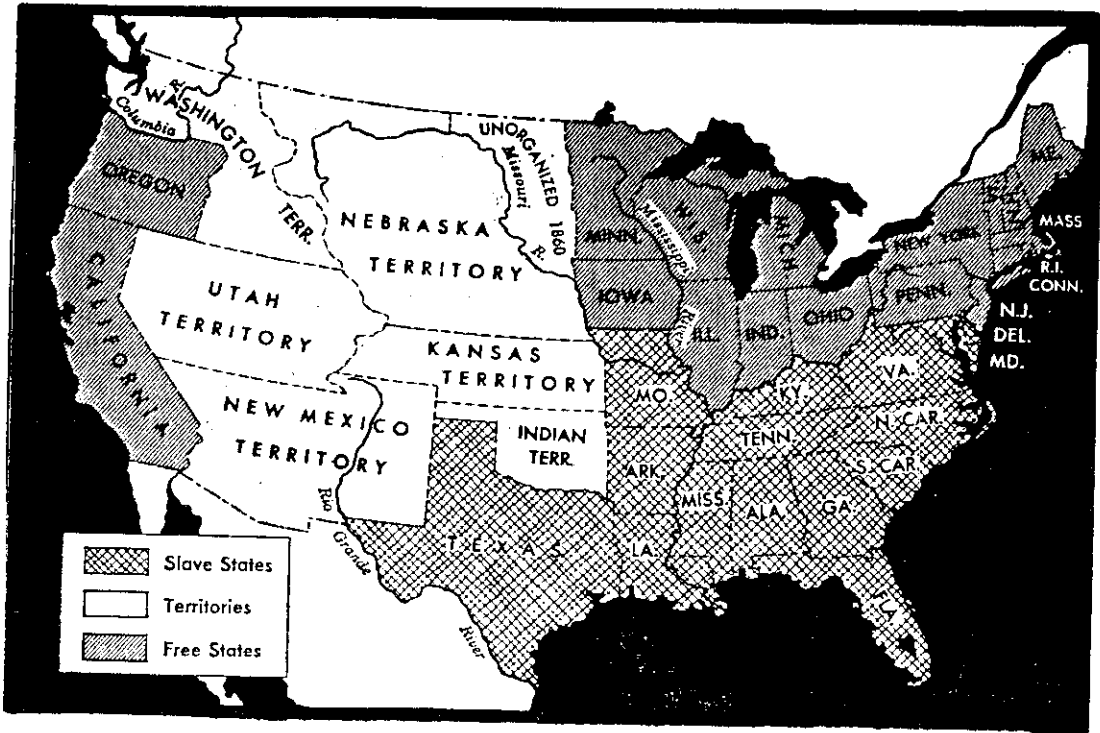 WASHINGTON
TERR.
Columbia
R.
OREGON
CALIFORNIA
UTAH
TERRITORY
NEW MEXICO
TERRITORY
NEBRASKA
TERRITORY
UNORGANIZED 1860
Missouri
R.
KANSAS
TERRITORY
INDIAN
TERR.
TEXAS
Rio
Grande
River
MINN.
IOWA
WIS.
Mississippi
River
ILL.
MICH.
IND.
OHIO
MO.
ARK.
LA.
KY.
TENN.
MISS.
ALA.
GA.
FLA.
S. CAR.
N. CAR.
VA.
PENN.
NEW YORK
ME.
MASS
R.I.
CONN.
N.J.
DEL.
MD.
Slave States
Territories
Free States